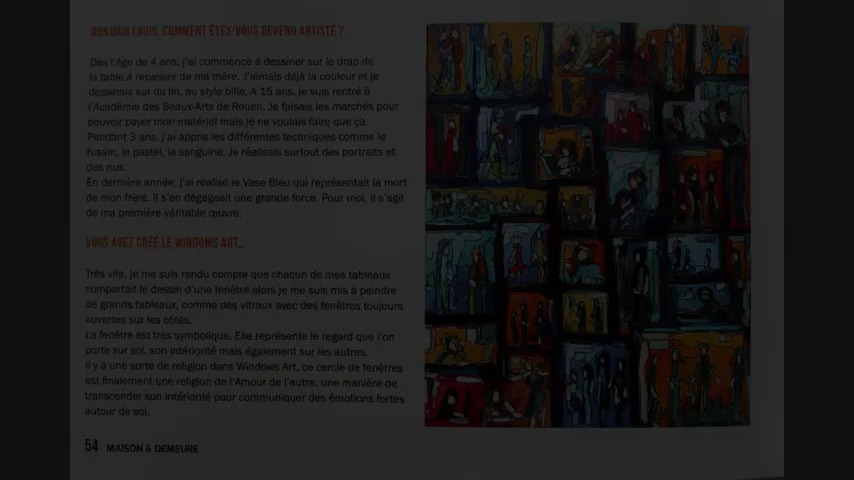 BONJOUR LOUIS, COMMENT ÊTES-VOUS DEVENU ARTISTE ?
Dès l'âge de 4 ans, j'ai commencé à dessiner sur le drap de
la table à repasser de ma mère. J'aimais déjà la couleur et je
dessinais sur du lin, au stylo bille. A 15 ans, je suis rentré à
l'Académie des Beaux-Arts de Rouen. Je faisais les marchés pour
pouvoir payer mon matériel mais je ne voulais faire que ça.
Pendant 3 ans, j'ai appris les différentes techniques comme le
fusain, le pastel, la sanguine. Je réalisais surtout des portraits et
des nus.
En dernière année, j'ai réalisé le Vase Bleu qui représentait la mort
de mon frère. Il s'en dégageait une grande force. Pour moi, il s'agit
de ma première véritable œuvre.
VOUS AVEZ CRÉÉ LE WINDOWS ART...
Très vite, je me suis rendu compte que chacun de mes tableaux
comportait le dessin d'une fenêtre alors je me suis mis à peindre
de grands tableaux, comme des vitraux avec des fenêtres toujours
ouvertes sur les côtés.
La fenêtre est très symbolique. Elle représente le regard que l'on
porte sur soi, son intériorité mais également sur les autres.
Il y a une sorte de religion dans Windows Art, ce cercle de fenêtres
est finalement une religion de l'Amour de l'autre, une manière de
transcender son intériorité pour communiquer des émotions fortes
autour de soi.
54 MAISON & DEMEURE